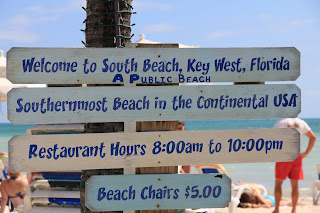 Welcome to South Beach, Key West, Florida
A Public Beach
Southernmost Beach in the Continental USA
Restaurant Hours 8:00am to 10:00pm
Beach Chairs $5.00